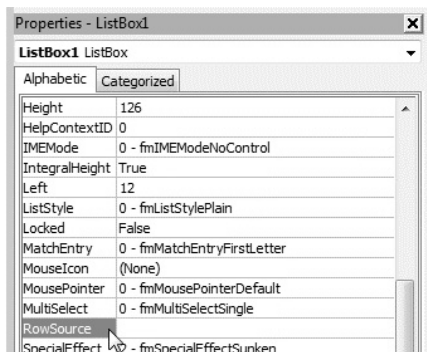 Properties - ListBox1
ListBox1 ListBox
Alphabetic Categorized
Height 126
HelpContextID 0
IMEMode 0 - fmIMEModeNoControl
IntegralHeight True
Left 12
ListStyle 0 - fmListStylePlain
Locked False
MatchEntry 0 - fmMatchEntryFirstLetter
MouseIcon (None)
MousePointer 0 - fmMousePointerDefault
MultiSelect 0 - fmMultiSelectSingle
RowSource
SpecialEffect - fmSpecialEffectSunken